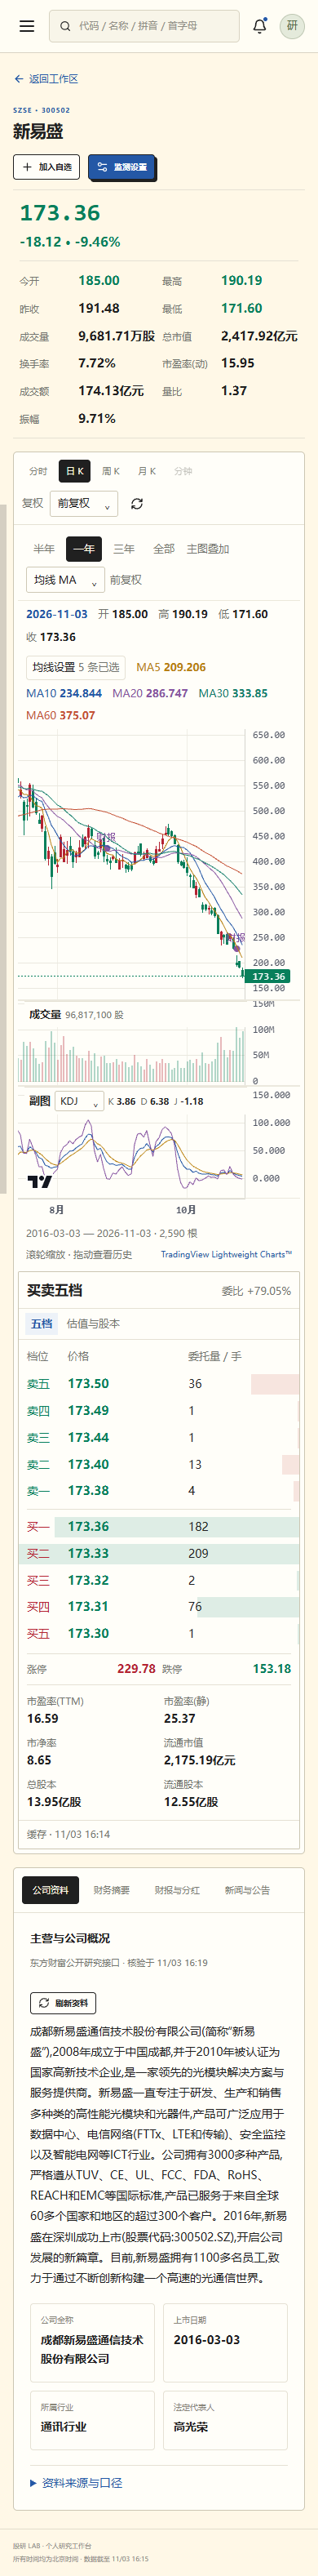 代码 / 名称 / 拼音 / 首字母
研
返回工作区
SZSE • 300502
新易盛
加入自选
监测设置
173.36
-18.12 • -9.46%
今开 185.00 最高 190.19
昨收 191.48 最低 171.60
成交量 9,681.71万股 总市值 2,417.92亿元
换手率 7.72% 市盈率(动) 15.95
成交额 174.13亿元 量比 1.37
振幅 9.71%
分时 日 K 周 K 月 K 分钟
复权 前复权
半年 一年 三年 全部 主图叠加
均线 MA 前复权
2026-11-03 开 185.00 高 190.19 低 171.60
收 173.36
均线设置 5 条已选 MA5 209.206
MA10 234.844 MA20 286.747 MA30 333.85
MA60 375.07
650.00
600.00
550.00
500.00
450.00
财报
400.00
350.00
300.00
250.00
财报
200.00
173.36
150.00
150M
成交量 96,817,100 股
100M
50M
0
副图 KDJ K 3.86 D 6.38 J -1.18
150.000
100.000
50.000
0.000
8月 10月
2016-03-03 — 2026-11-03 · 2,590 根
滚轮缩放 · 拖动查看历史 TradingView Lightweight Charts™
买卖五档 委比 +79.05%
五档 估值与股本
档位 价格 委托量 / 手
卖五 173.50 36
卖四 173.49 1
卖三 173.44 1
卖二 173.40 13
卖一 173.38 4
买一 173.36 182
买二 173.33 209
买三 173.32 2
买四 173.31 76
买五 173.30 1
涨停 229.78 跌停 153.18
市盈率(TTM) 市盈率(静)
16.59 25.37
市净率 流通市值
8.65 2,175.19亿元
总股本 流通股本
13.95亿股 12.55亿股
缓存 · 11/03 16:14
公司资料 财务摘要 财报与分红 新闻与公告
主营与公司概况
东方财富公开研究接口 · 核验于 11/03 16:19
刷新资料
成都新易盛通信技术股份有限公司(简称“新易
盛”),2008年成立于中国成都,并于2010年被认证为
国家高新技术企业,是一家领先的光模块解决方案与
服务提供商。新易盛一直专注于研发、生产和销售
多种类的高性能光模块和光器件,产品可广泛应用于
数据中心、电信网络(FTTx、LTE和传输)、安全监控
以及智能电网等ICT行业。公司拥有3000多种产品,
严格遵从TUV、CE、UL、FCC、FDA、RoHS、
REACH和EMC等国际标准,产品已服务于来自全球
60多个国家和地区的超过300个客户。2016年,新易
盛在深圳成功上市(股票代码:300502.SZ),开启公司
发展的新篇章。目前,新易盛拥有1100多名员工,致
力于通过不断创新构建一个高速的光通信世界。
公司全称 上市日期
成都新易盛通信技术 2016-03-03
股份有限公司
所属行业 法定代表人
通讯行业 高光荣
资料来源与口径
股研 LAB · 个人研究工作台
所有时间均为北京时间 · 数据截至 11/03 16:15